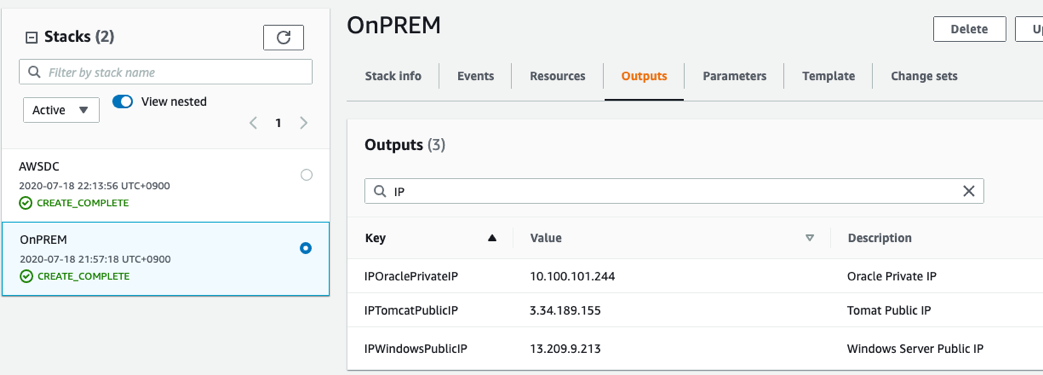 Stacks (2)
Filter by stack name
Active
View nested
1
AWSDC
2020-07-18 22:13:56 UTC+0900
CREATE_COMPLETE
OnPREM
2020-07-18 21:57:18 UTC+0900
CREATE_COMPLETE
OnPREM
Delete
Up
Stack info Events Resources Outputs Parameters Template Change sets
Outputs (3)
IP
Key Value Description
IPOraclePrivateIP 10.100.101.244 Oracle Private IP
IPTomcatPublicIP 3.34.189.155 Tomat Public IP
IPWindowsPublicIP 13.209.9.213 Windows Server Public IP